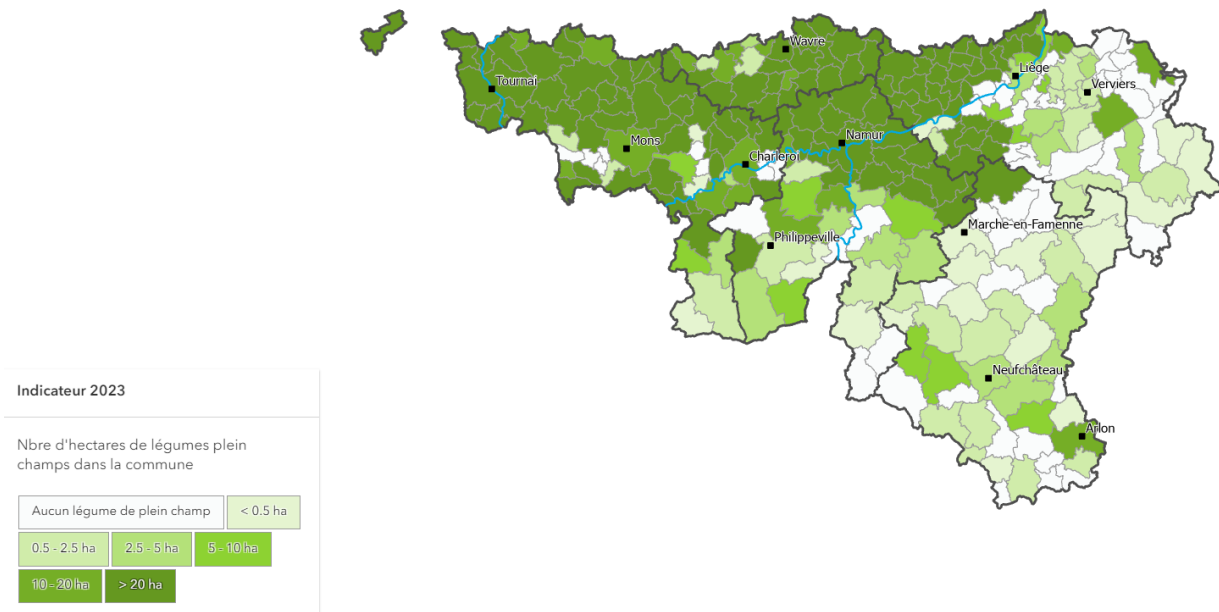 Wavre
Liège
Tournai
Verviers
Mons
Namur
Charleroi
Marche-en-Famenne
Philippeville
Neufchâteau
Arlon
Indicateur 2023
Nbre d'hectares de légumes plein
champs dans la commune
Aucun légume de plein champ
< 0.5 ha
0.5 - 2.5 ha
2.5 - 5 ha
5 - 10 ha
10 - 20 ha
> 20 ha